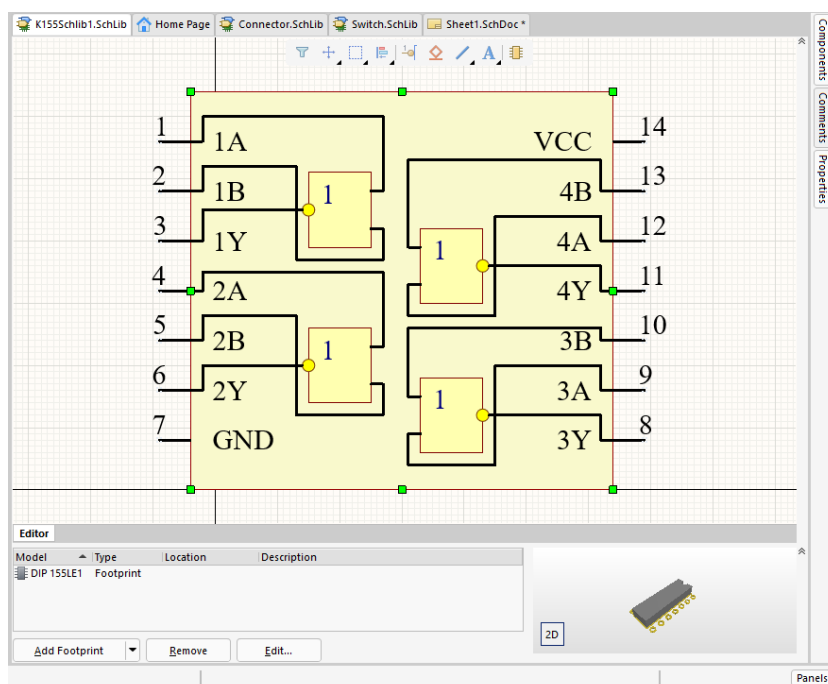 K155Schlib1.SchLib Home Page Connector.SchLib Switch.SchLib Sheet1.SchDoc *
Components
Comments
Properties
A
1 1A VCC 14
2 1B 1 4B 13
3 1Y 1 4A 12
4 2A 4Y 11
5 2B 1 3B 10
6 2Y 1 3A 9
7 GND 3Y 8
Editor
Model Type Location Description
DIP 155LE1 Footprint
2D
Add Footprint Remove Edit...
Panels